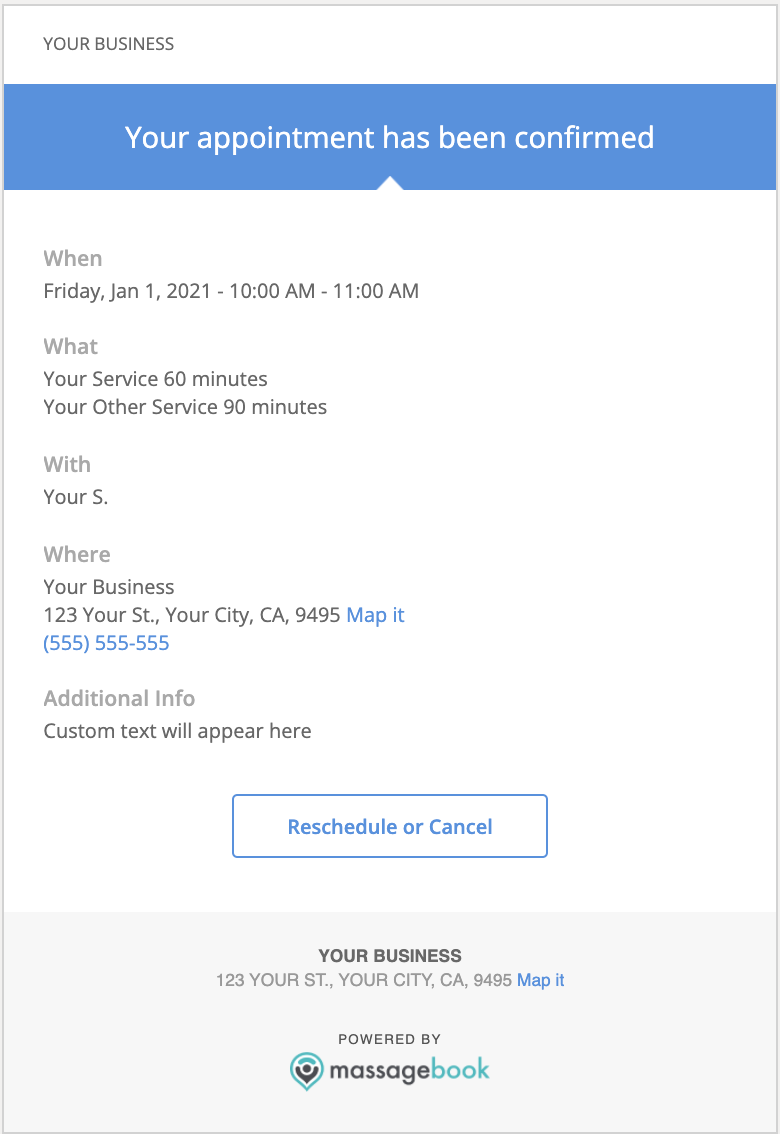 YOUR BUSINESS
Your appointment has been confirmed
When
Friday, Jan 1, 2021 - 10:00 AM - 11:00 AM
What
Your Service 60 minutes
Your Other Service 90 minutes
With
Your S.
Where
Your Business
123 Your St., Your City, CA, 9495 Map it
(555) 555-555
Additional Info
Custom text will appear here
Reschedule or Cancel
YOUR BUSINESS
123 YOUR ST., YOUR CITY, CA, 9495 Map it
POWERED BY
massagebook